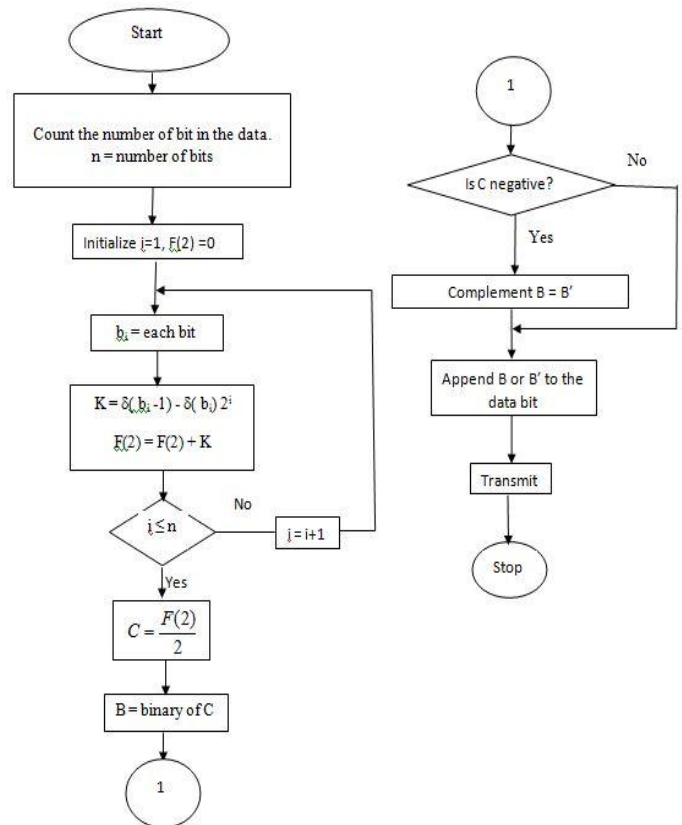 Start
Count the number of bit in the data.
n = number of bits
Initialize i=1, F(2) =0
bᵢ = each bit
K = δ( bᵢ -1) - δ( bᵢ) 2ⁱ
F(2) = F(2) + K
i ≤ n
No
i = i+1
Yes
C = F(2)/2
B = binary of C
1
1
Is C negative?
No
Yes
Complement B = B′
Append B or B′ to the
data bit
Transmit
Stop